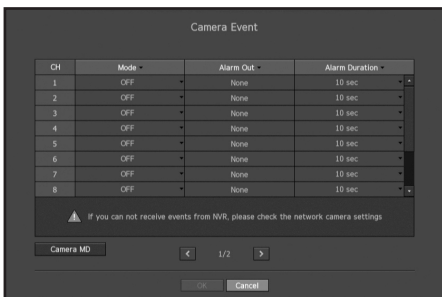 Camera Event
CH Mode Alarm Out Alarm Duration
1 OFF None 10 sec
2 OFF None 10 sec
3 OFF None 10 sec
4 OFF None 10 sec
5 OFF None 10 sec
6 OFF None 10 sec
7 OFF None 10 sec
8 OFF None 10 sec
If you can not receive events from NVR, please check the network camera settings
Camera MD < 1/2 >
OK Cancel